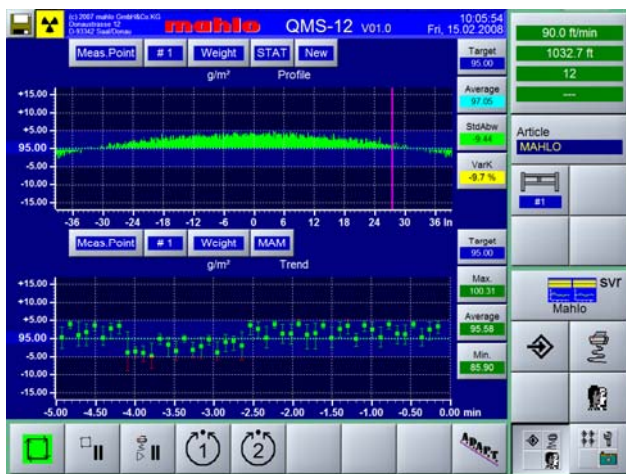 (c) 2007 mahlo GmbH&Co.KG
Donaustrasse 12
D-93342 Saal/Donau
mahlo
QMS-12 V01.0
10:05:54
Fri, 15.02.2008
Meas.Point #1 Weight STAT New
g/m² Profile
Target
95.00
Average
97.05
StdAbw
-9.44
VarK
-9.7 %
+15.00
+10.00
+5.00
95.00
-5.00
-10.00
-15.00
-36 -30 -24 -18 -12 -6 0 6 12 18 24 30 36 In
Meas.Point #1 Weight MAM
g/m² Trend
Target
95.00
Max.
100.31
Average
95.58
Min.
85.90
+15.00
+10.00
+5.00
95.00
-5.00
-10.00
-15.00
-5.00 -4.50 -4.00 -3.50 -3.00 -2.50 -2.00 -1.50 -1.00 -0.50 0.00 min
90.0 ft/min
1032.7 ft
12
---
Article
MAHLO
#1
svr
Mahlo
1
2
ADAPT